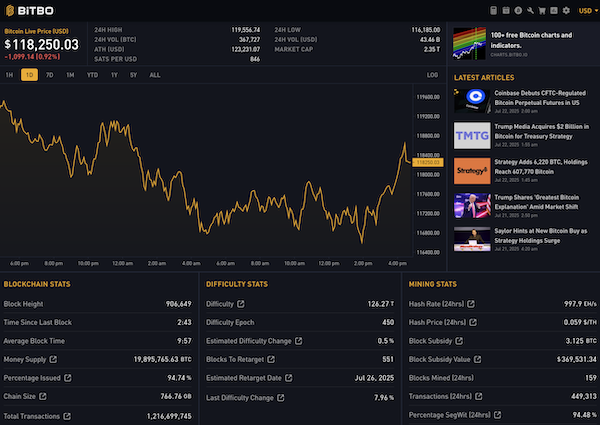 BiTBO
USD
Bitcoin Live Price (USD)
$118,250.03
-1,099.14 (0.92%)
24H HIGH 119,556.74
24H VOL (BTC) 367,727
ATH (USD) 123,231.07
SATS PER USD 846
24H LOW 116,185.00
24H VOL (USD) 43.46 B
MARKET CAP 2.35 T
1H 1D 7D 1M YTD 1Y 5Y ALL
LOG
119600.00
119200.00
118800.00
118400.00
118250.03
118000.00
117600.00
117200.00
116800.00
116400.00
6:00 pm 8:00 pm 10:00 pm 12:00 am 2:00 am 4:00 am 6:00 am 8:00 am 10:00 am 12:00 pm 2:00 pm 4:00 pm
100+ free Bitcoin charts and
indicators.
CHARTS.BITBO.IO
LATEST ARTICLES
Coinbase Debuts CFTC-Regulated
Bitcoin Perpetual Futures in US
Jul 22, 2025 2:00 am
TMTG
Trump Media Acquires $2 Billion in
Bitcoin for Treasury Strategy
Jul 22, 2025 1:55 am
Strategy
Strategy Adds 6,220 BTC, Holdings
Reach 607,770 Bitcoin
Jul 22, 2025 1:50 am
Trump Shares 'Greatest Bitcoin
Explanation' Amid Market Shift
Jul 22, 2025 1:45 am
Saylor Hints at New Bitcoin Buy as
Strategy Holdings Surge
Jul 21, 2025 4:20 am
BLOCKCHAIN STATS
Block Height 906,649
Time Since Last Block 2:43
Average Block Time 9:57
Money Supply 19,895,765.63 BTC
Percentage Issued 94.74 %
Chain Size 766.76 GB
Total Transactions 1,216,699,745
DIFFICULTY STATS
Difficulty 126.27 T
Difficulty Epoch 450
Estimated Difficulty Change 0.5 %
Blocks To Retarget 551
Estimated Retarget Date Jul 26, 2025
Last Difficulty Change 7.96 %
MINING STATS
Hash Rate (24hrs) 997.9 EH/s
Hash Price (24hrs) 0.059 $/TH
Block Subsidy 3.125 BTC
Block Subsidy Value $369,531.34
Blocks Mined (24hrs) 159
Transactions (24hrs) 449,313
Percentage SegWit (24hrs) 94.48 %